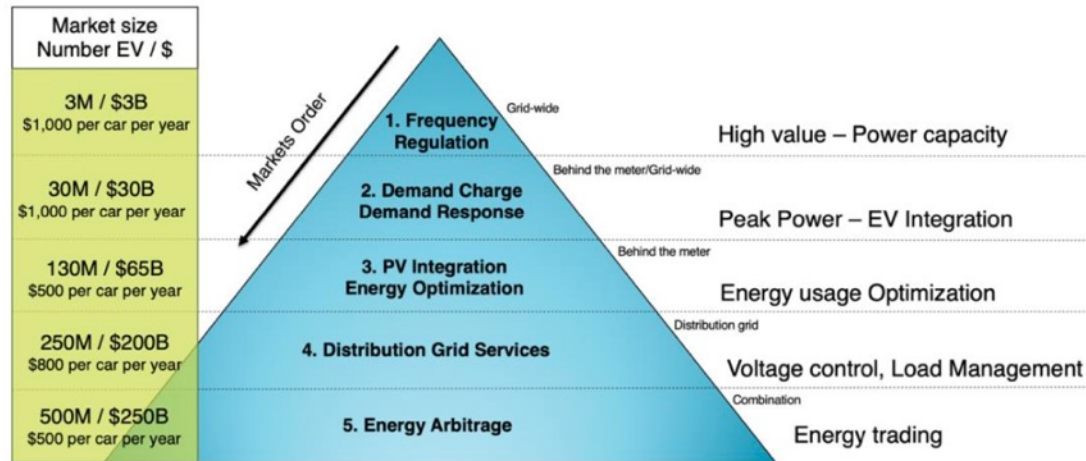 Market size
Number EV / $
3M / $3B
$1,000 per car per year
30M / $30B
$1,000 per car per year
130M / $65B
$500 per car per year
250M / $200B
$800 per car per year
500M / $250B
$500 per car per year
Markets Order
1. Frequency
Regulation
2. Demand Charge
Demand Response
3. PV Integration
Energy Optimization
4. Distribution Grid Services
5. Energy Arbitrage
Grid-wide
Behind the meter/Grid-wide
Behind the meter
Distribution grid
Combination
High value – Power capacity
Peak Power – EV Integration
Energy usage Optimization
Voltage control, Load Management
Energy trading